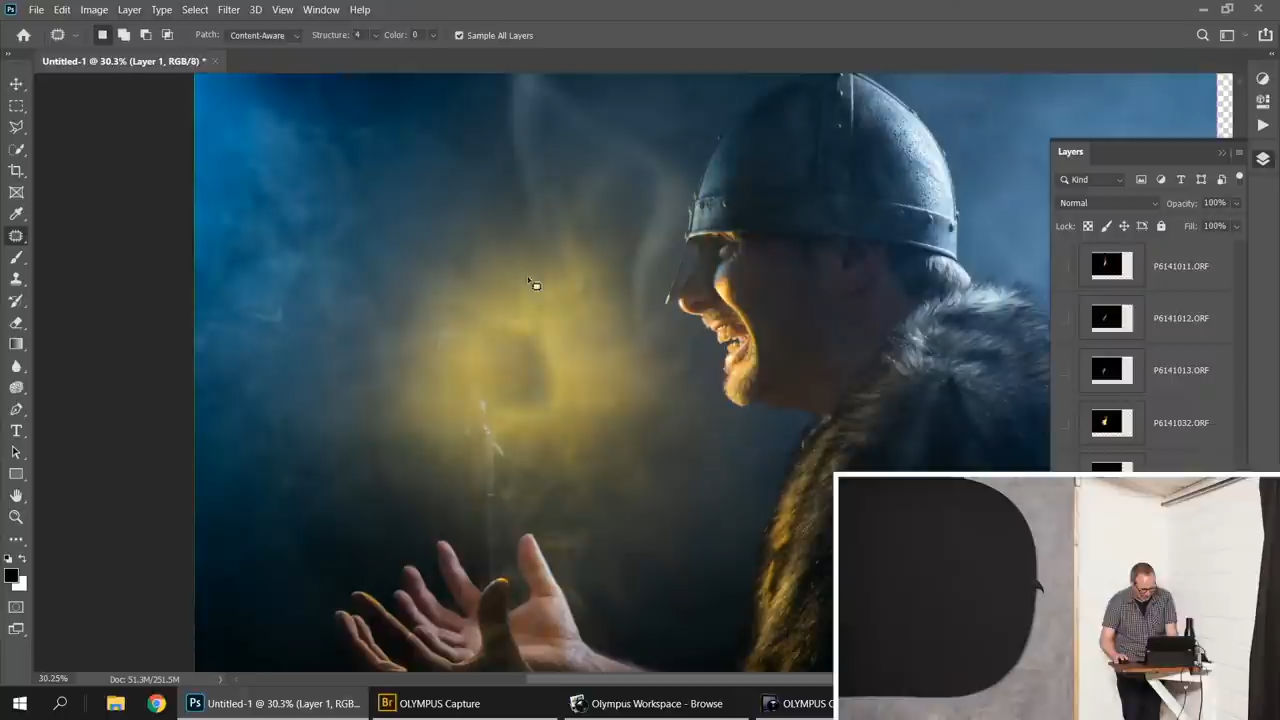 Ps File Edit Image Layer Type Select Filter 3D View Window Help
Patch: Content-Aware Structure: 4 Color: 0 Sample All Layers
Untitled-1 @ 30.3% (Layer 1, RGB/8) *
Layers
Kind
Normal Opacity: 100%
Lock: Fill: 100%
P6141011.ORF
P6141012.ORF
P6141013.ORF
P6141032.ORF
30.25% Doc: 51.3M/251.5M
Ps Untitled-1 @ 30.3% (Layer 1, RGB... Br OLYMPUS Capture Olympus Workspace - Browse OLYMPUS C